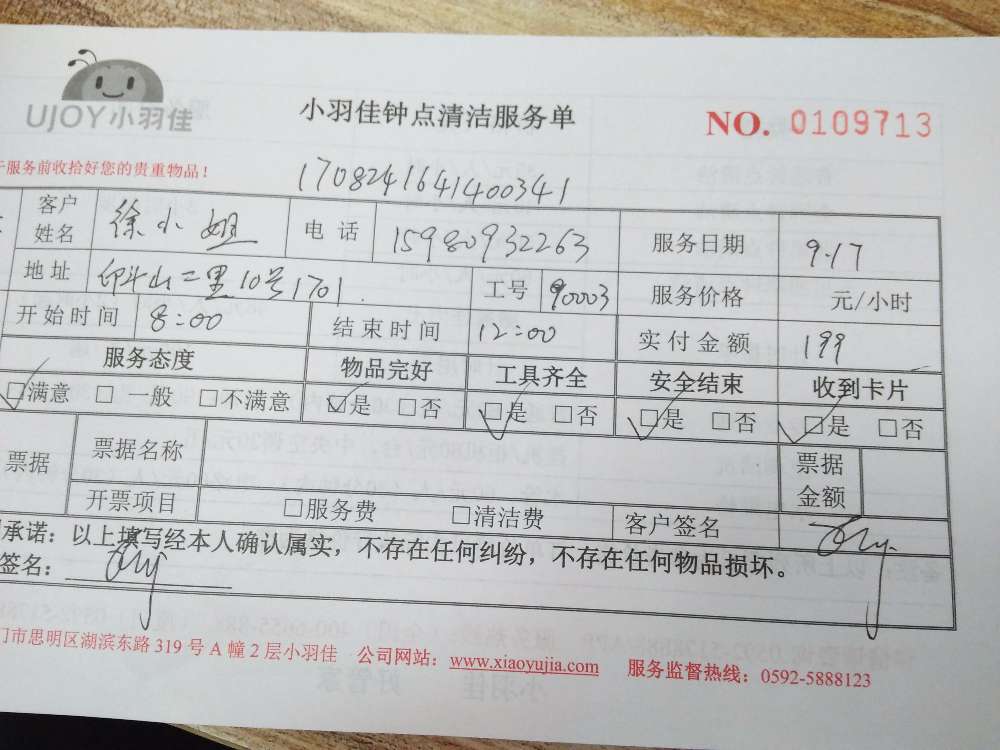 UJOY小羽佳
小羽佳钟点清洁服务单
NO. 0109713
服务前收拾好您的贵重物品！
170824164140034 1
客户姓名 徐小姐 电话 15980932263 服务日期 9.17
地址 仰斗山二里10号1701 工号 90003 服务价格 元/小时
开始时间 8:00 结束时间 12:00 实付金额 199
服务态度 物品完好 工具齐全 安全结束 收到卡片
☑满意 □一般 □不满意 ☑是 □否 ☑是 □否 ☑是 □否 ☑是 □否
票据 票据名称 票据金额
开票项目 □服务费 □清洁费 客户签名
承诺：以上填写经本人确认属实，不存在任何纠纷，不存在任何物品损坏。
签名：
门市思明区湖滨东路319号A幢2层小羽佳 公司网站：www.xiaoyujia.com 服务监督热线：0592-5888123